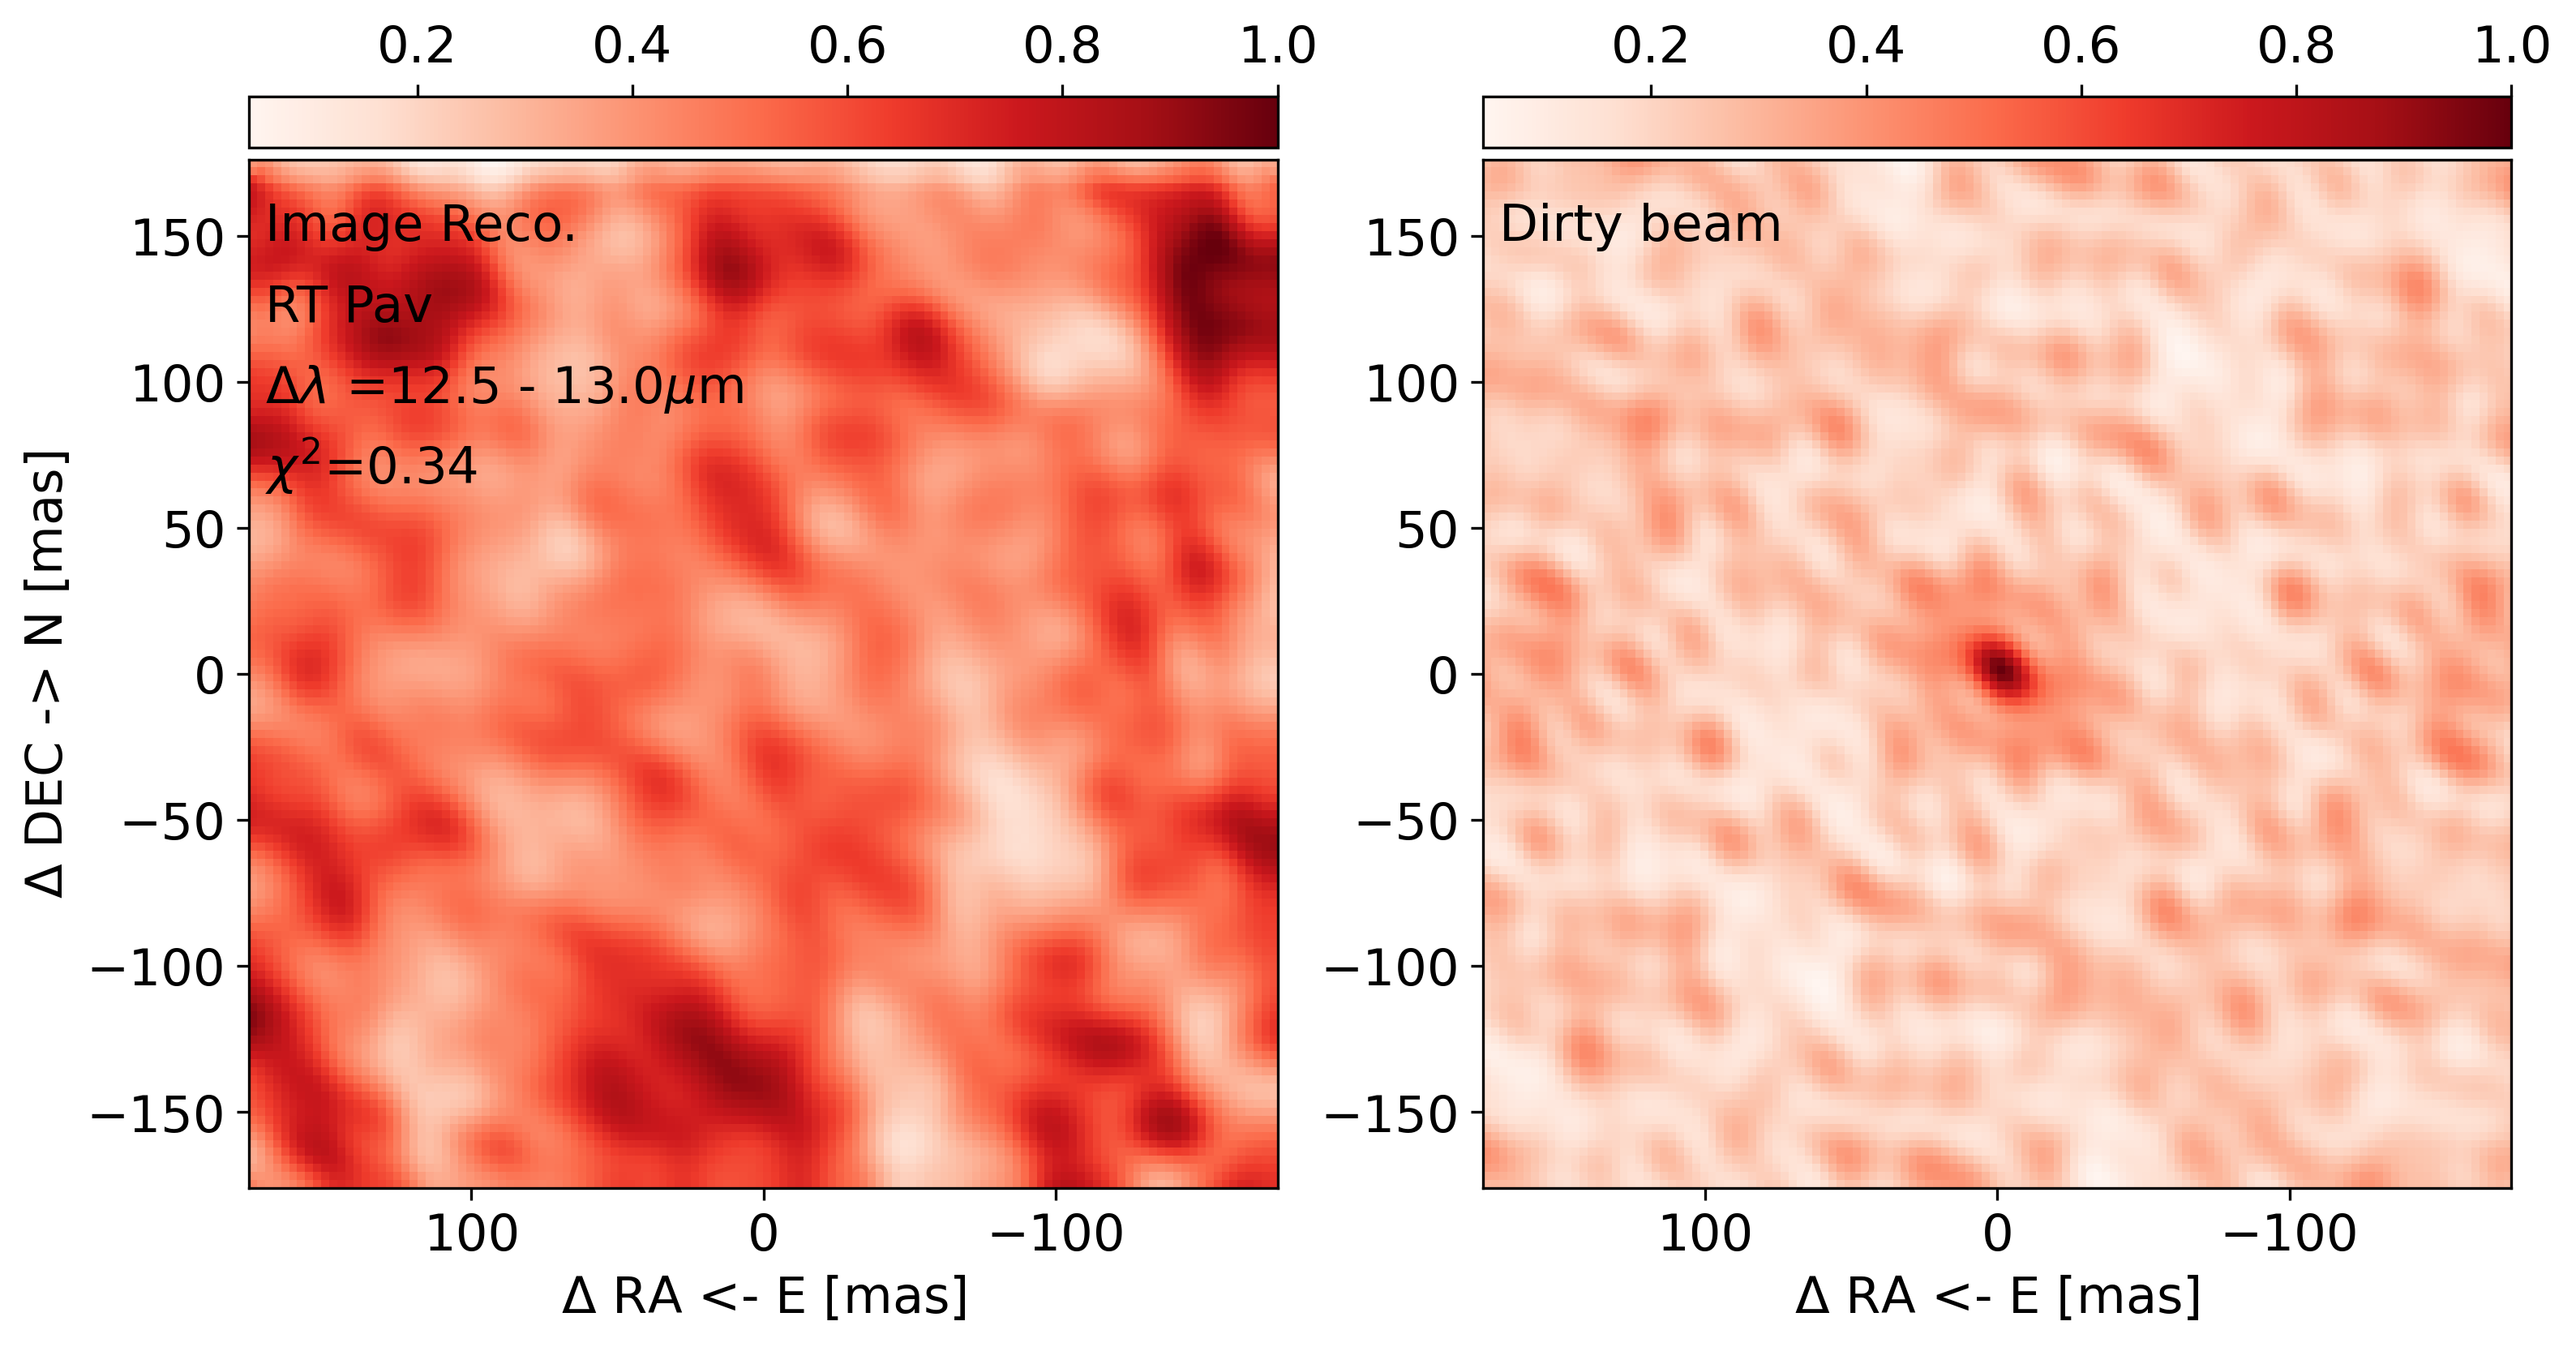 0.2 0.4 0.6 0.8 1.0
0.2 0.4 0.6 0.8 1.0
Image Reco.
RT Pav
Δλ =12.5 - 13.0μm
χ²=0.34
150
100
50
0
−50
−100
−150
Δ DEC -> N [mas]
100 0 −100
Δ RA <- E [mas]
Dirty beam
150
100
50
0
−50
−100
−150
100 0 −100
Δ RA <- E [mas]